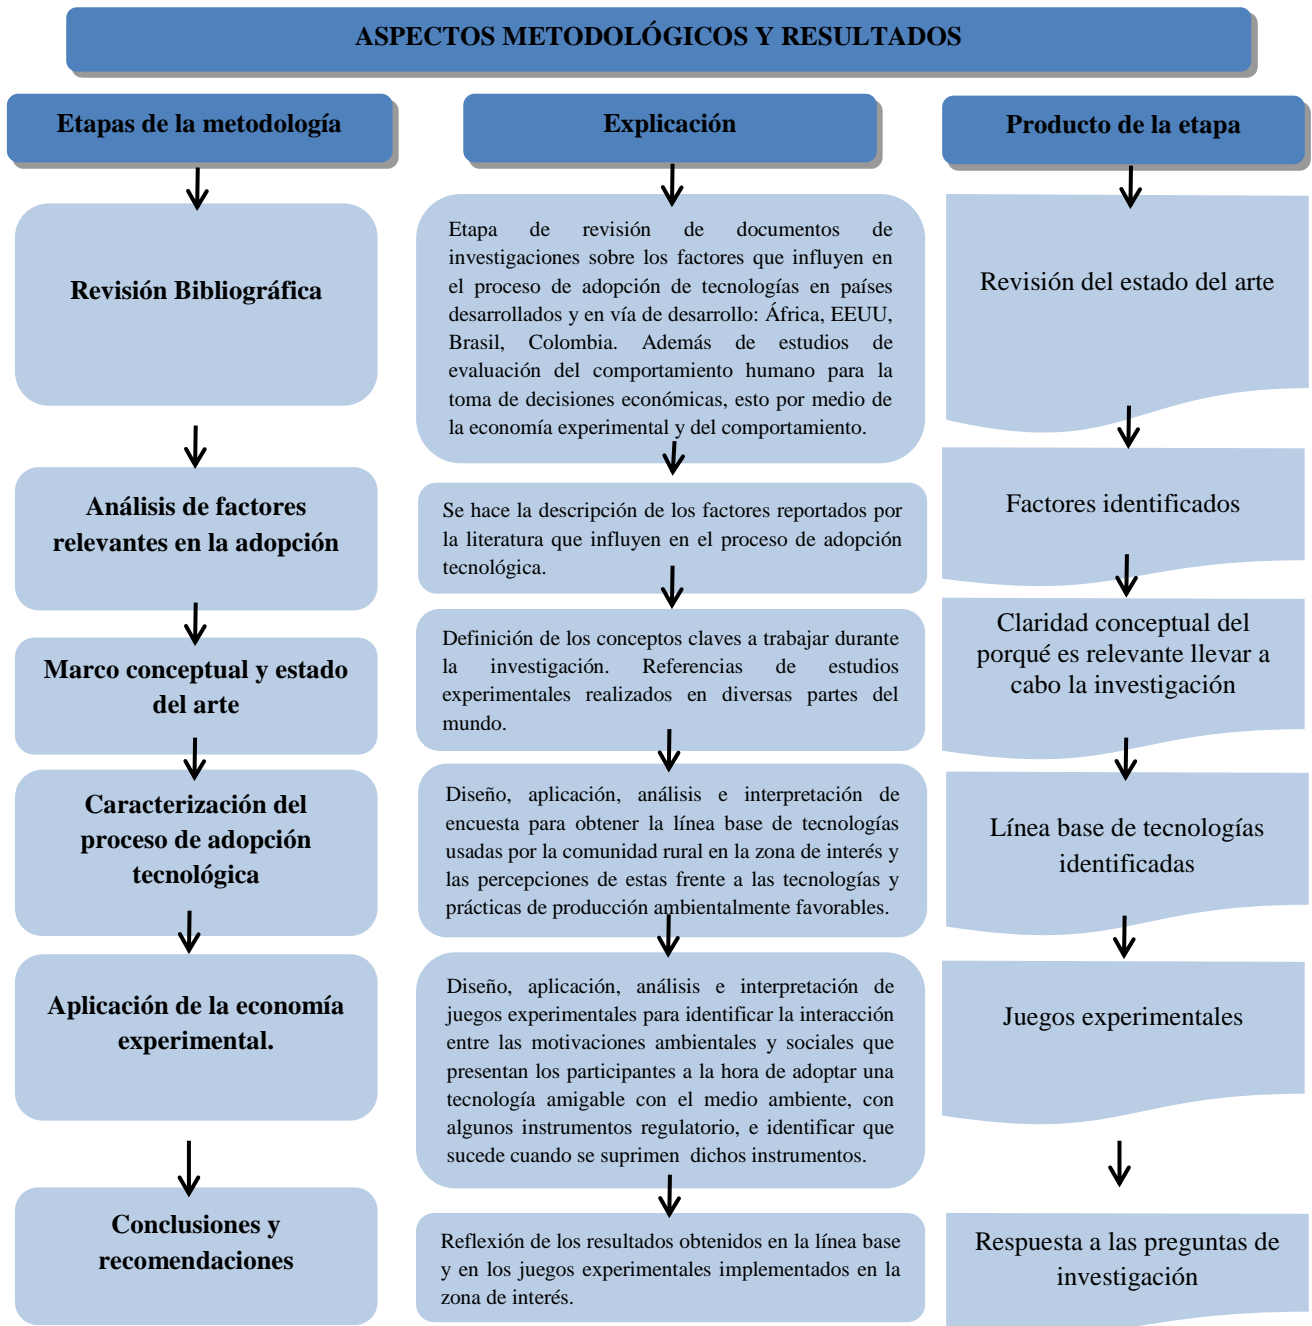 ASPECTOS METODOLÓGICOS Y RESULTADOS
Etapas de la metodología
Explicación
Producto de la etapa
Revisión Bibliográfica
Etapa de revisión de documentos de
investigaciones sobre los factores que influyen en
el proceso de adopción de tecnologías en países
desarrollados y en vía de desarrollo: África, EEUU,
Brasil, Colombia. Además de estudios de
evaluación del comportamiento humano para la
toma de decisiones económicas, esto por medio de
la economía experimental y del comportamiento.
Revisión del estado del arte
Análisis de factores
relevantes en la adopción
Se hace la descripción de los factores reportados por
la literatura que influyen en el proceso de adopción
tecnológica.
Factores identificados
Marco conceptual y estado
del arte
Definición de los conceptos claves a trabajar durante
la investigación. Referencias de estudios
experimentales realizados en diversas partes del
mundo.
Claridad conceptual del
porqué es relevante llevar a
cabo la investigación
Caracterización del
proceso de adopción
tecnológica
Diseño, aplicación, análisis e interpretación de
encuesta para obtener la línea base de tecnologías
usadas por la comunidad rural en la zona de interés y
las percepciones de estas frente a las tecnologías y
prácticas de producción ambientalmente favorables.
Línea base de tecnologías
identificadas
Aplicación de la economía
experimental.
Diseño, aplicación, análisis e interpretación de
juegos experimentales para identificar la interacción
entre las motivaciones ambientales y sociales que
presentan los participantes a la hora de adoptar una
tecnología amigable con el medio ambiente, con
algunos instrumentos regulatorio, e identificar que
sucede cuando se suprimen dichos instrumentos.
Juegos experimentales
Conclusiones y
recomendaciones
Reflexión de los resultados obtenidos en la línea base
y en los juegos experimentales implementados en la
zona de interés.
Respuesta a las preguntas de
investigación